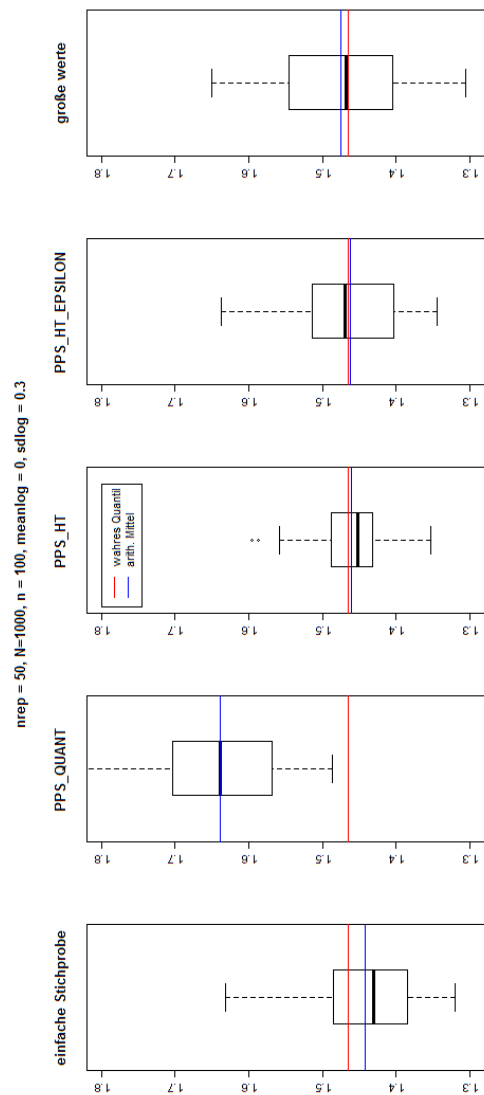 nrep = 50, N=1000, n = 100, meanlog = 0, sdlog = 0.3
einfache Stichprobe
1.3 1.4 1.5 1.6 1.7 1.8
PPS_QUANT
1.3 1.4 1.5 1.6 1.7 1.8
PPS_HT
1.3 1.4 1.5 1.6 1.7 1.8
wahres Quantil
arith. Mittel
PPS_HT_EPSILON
1.3 1.4 1.5 1.6 1.7 1.8
große werte
1.3 1.4 1.5 1.6 1.7 1.8